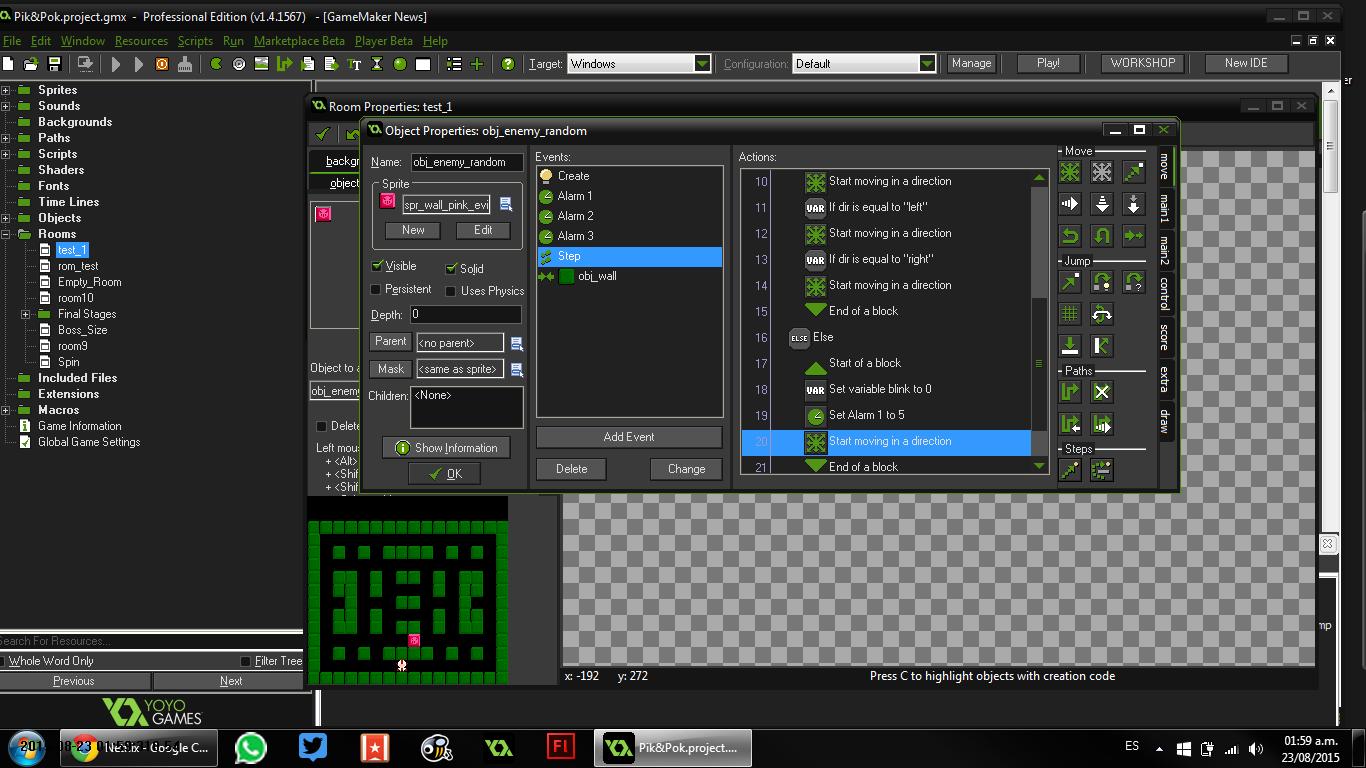 Pik&Pok.project.gmx - Professional Edition (v1.4.1567) - [GameMaker News]
File Edit Window Resources Scripts Run Marketplace Beta Player Beta Help
Target: Windows Configuration: Default Manage Play! WORKSHOP New IDE
Sprites
Sounds
Backgrounds
Paths
Scripts
Shaders
Fonts
Time Lines
Objects
Rooms
test_1
rom_test
Empty_Room
room10
Final Stages
Boss_Size
room9
Spin
Included Files
Extensions
Macros
Game Information
Global Game Settings
Search For Resources...
Whole Word Only Filter Tree
Previous Next
YOYO
GAMES
Room Properties: test_1
backgr
object
Object to a
obj_enemy
Delete
Left mous
+ <Alt>
+ <Shif
+ <Shif
Object Properties: obj_enemy_random
Name: obj_enemy_random
Sprite
spr_wall_pink_evi
New Edit
Visible Solid
Persistent Uses Physics
Depth: 0
Parent <no parent>
Mask <same as sprite>
Children: <None>
Show Information
OK
Events:
Create
Alarm 1
Alarm 2
Alarm 3
Step
obj_wall
Add Event
Delete Change
Actions:
10 Start moving in a direction
11 VAR If dir is equal to "left"
12 Start moving in a direction
13 VAR If dir is equal to "right"
14 Start moving in a direction
15 End of a block
16 ELSE Else
17 Start of a block
18 VAR Set variable blink to 0
19 Set Alarm 1 to 5
20 Start moving in a direction
21 End of a block
Move
Jump
Paths
Steps
move
main1
main2
control
score
extra
draw
er
mp
x: -192 y: 272 Press C to highlight objects with creation code
Google C...
Fl
Pik&Pok.project....
ES
01:59 a.m.
23/08/2015